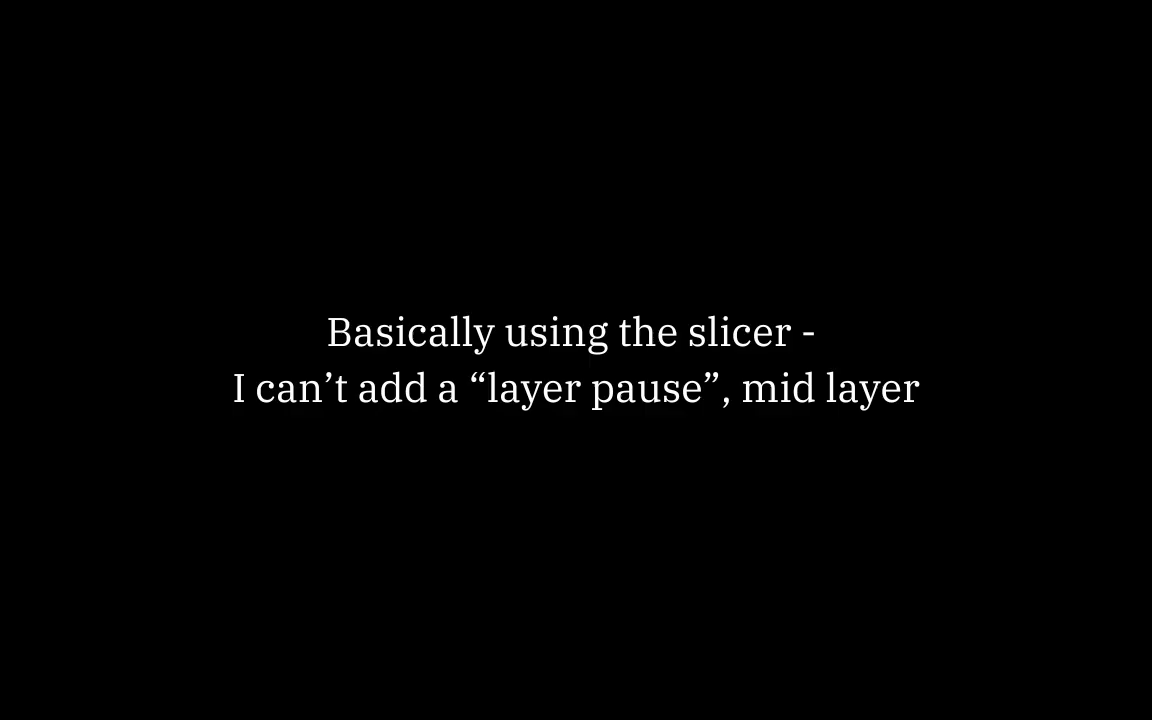 Basically using the slicer -
I can’t add a “layer pause”, mid layer